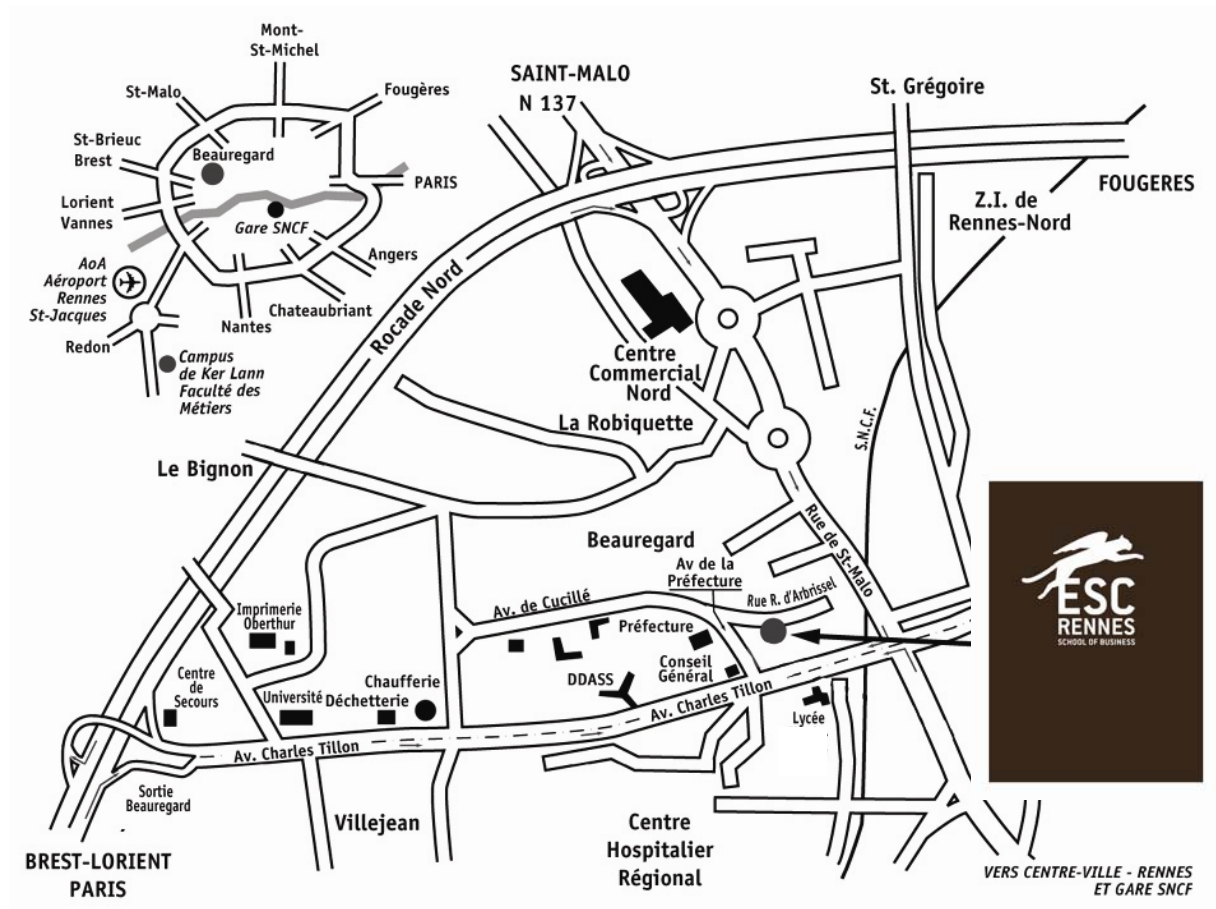 Mont-
St-Michel
St-Malo
Fougères
St-Brieuc
Brest
Beauregard
PARIS
Lorient
Vannes
Gare SNCF
Angers
AoA
Aéroport
Rennes
St-Jacques
Chateaubriant
Nantes
Redon
Campus
de Ker Lann
Faculté des
Métiers
SAINT-MALO
N 137
St. Grégoire
FOUGERES
Z.I. de
Rennes-Nord
Rocade Nord
Centre
Commercial
Nord
La Robiquette
S.N.C.F.
Le Bignon
Beauregard
Rue de St-Malo
Av de la
Préfecture
Rue R. d'Arbrissel
Av. de Cucillé
Imprimerie
Oberthur
Préfecture
Conseil
Général
DDASS
Centre
de
Secours
Université
Chaufferie
Déchetterie
Av. Charles Tillon
Lycée
Av. Charles Tillon
Sortie
Beauregard
Villejean
Centre
Hospitalier
Régional
BREST-LORIENT
PARIS
ESC
RENNES
SCHOOL OF BUSINESS
VERS CENTRE-VILLE - RENNES
ET GARE SNCF